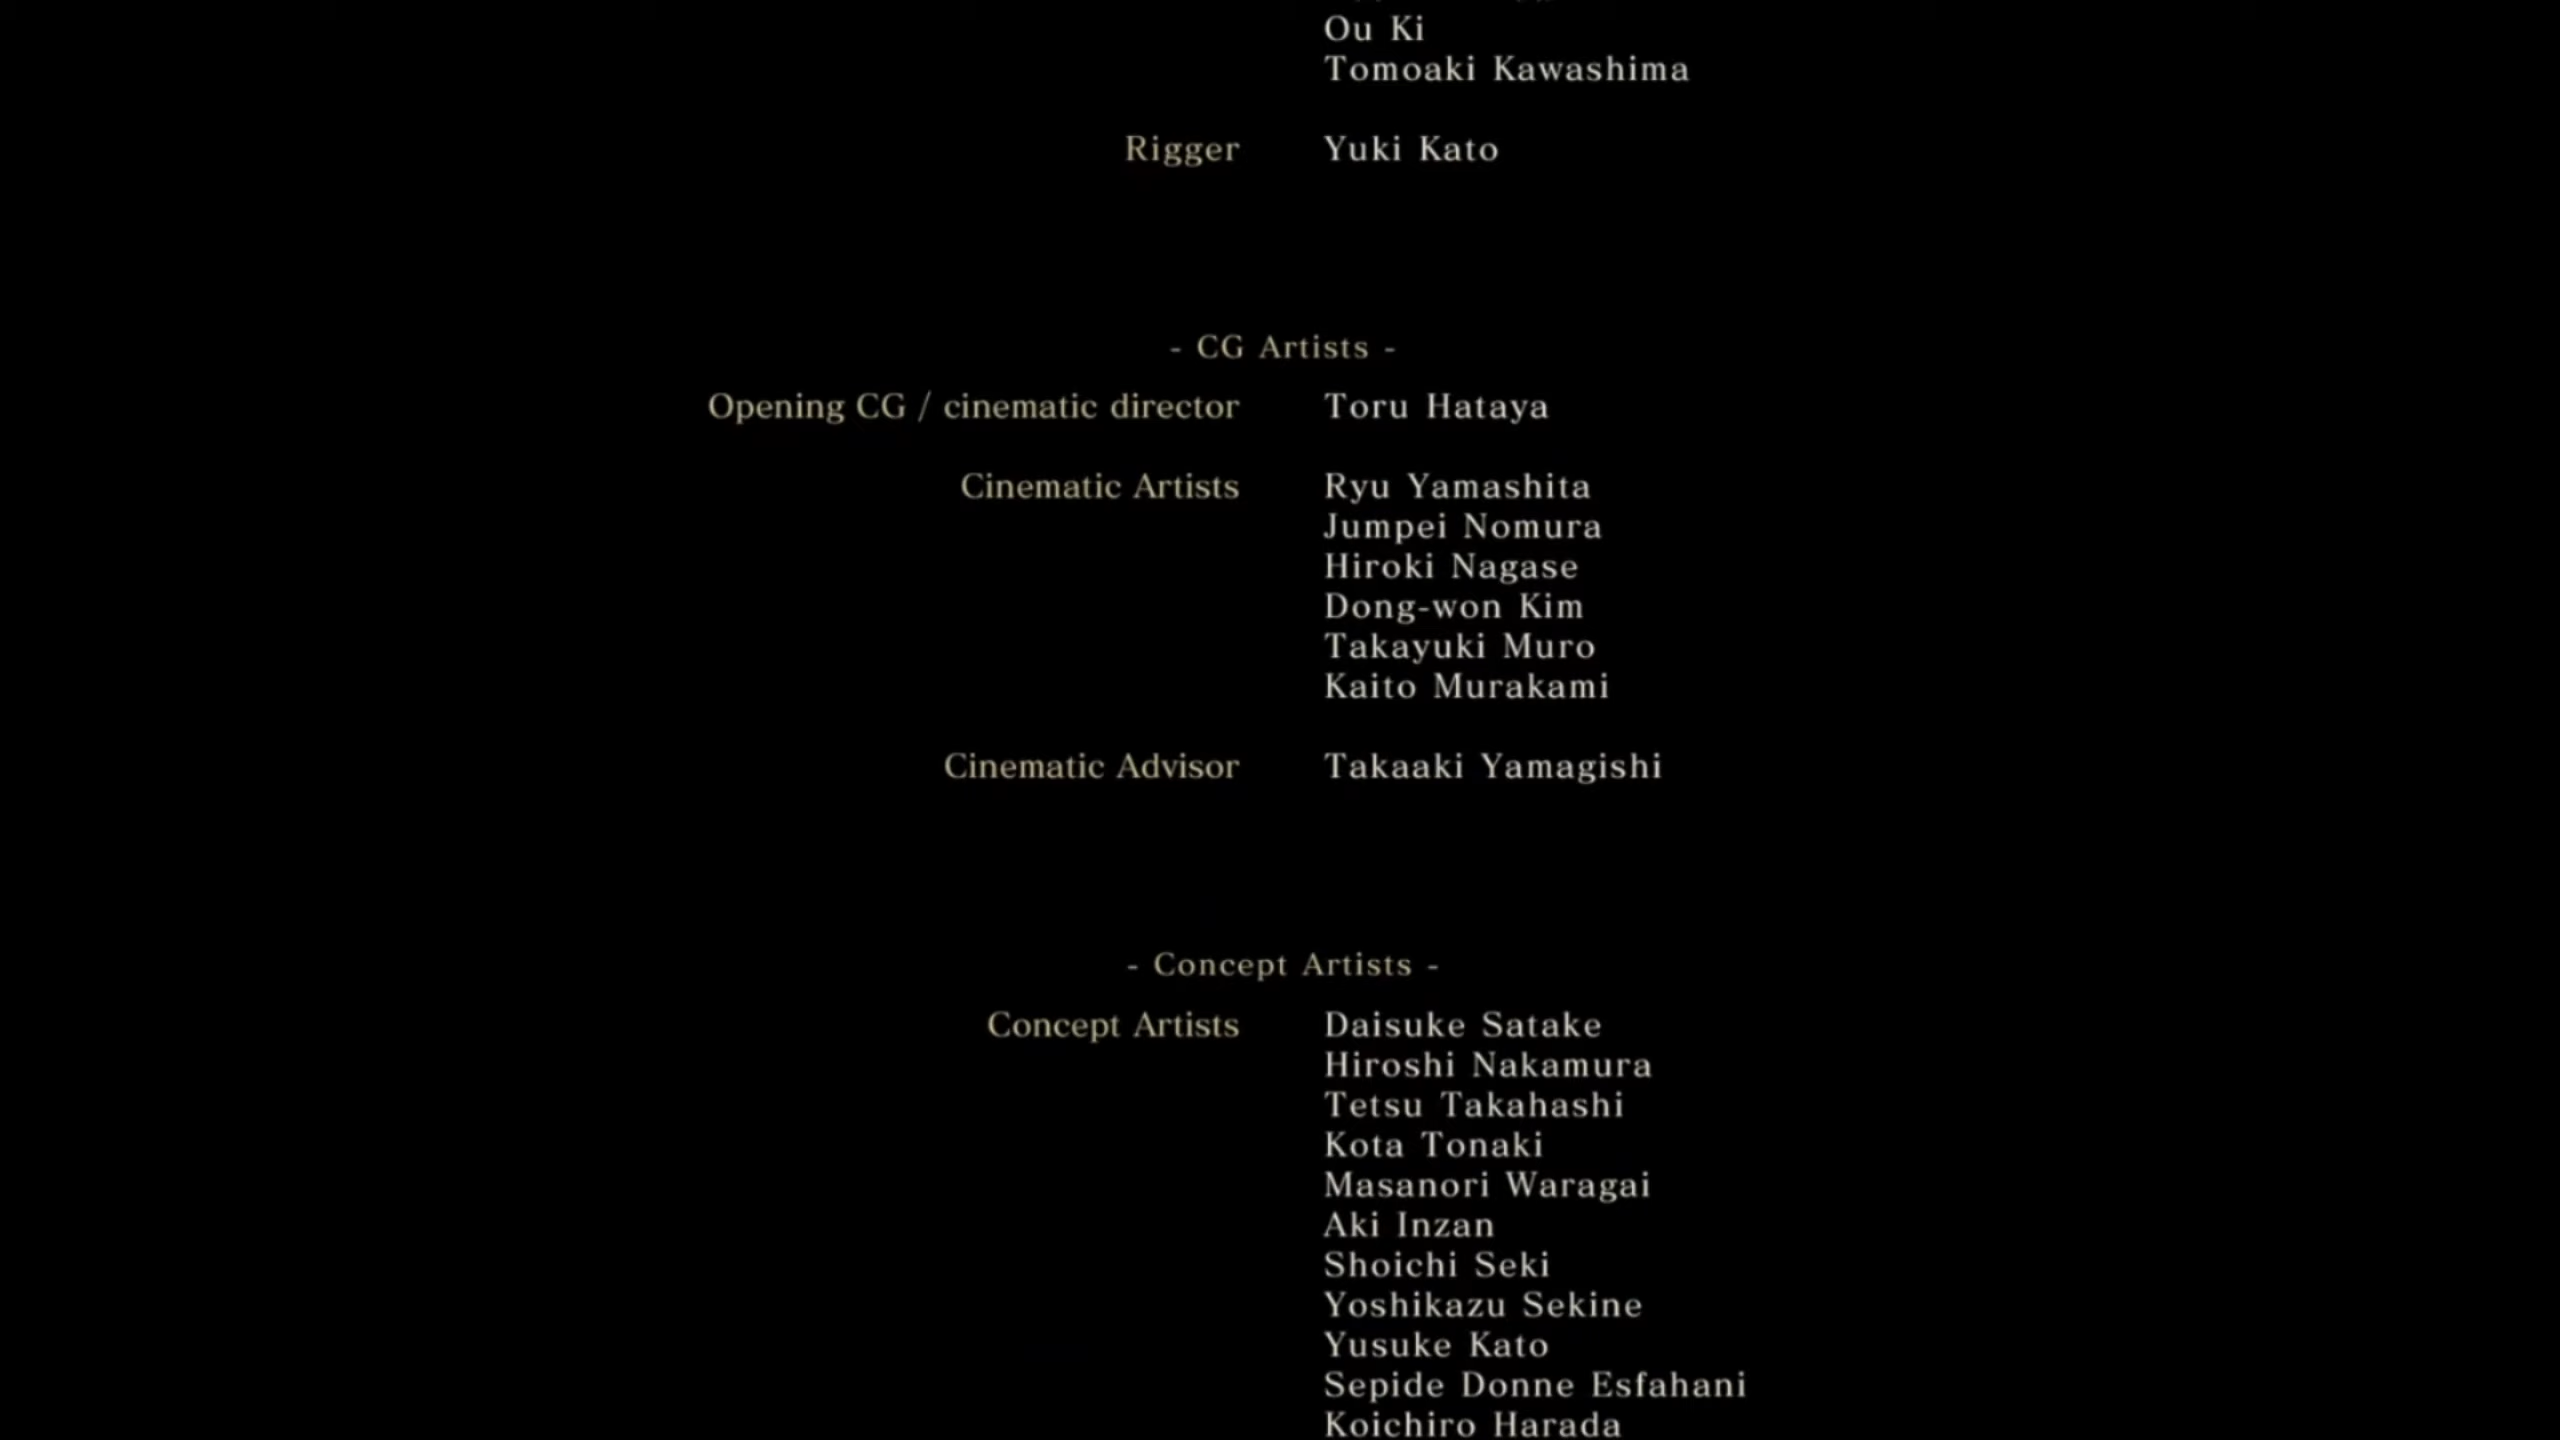 Ou Ki
Tomoaki Kawashima
Rigger Yuki Kato
- CG Artists -
Opening CG / cinematic director Toru Hataya
Cinematic Artists Ryu Yamashita
Jumpei Nomura
Hiroki Nagase
Dong-won Kim
Takayuki Muro
Kaito Murakami
Cinematic Advisor Takaaki Yamagishi
- Concept Artists -
Concept Artists Daisuke Satake
Hiroshi Nakamura
Tetsu Takahashi
Kota Tonaki
Masanori Waragai
Aki Inzan
Shoichi Seki
Yoshikazu Sekine
Yusuke Kato
Sepide Donne Esfahani
Koichiro Harada